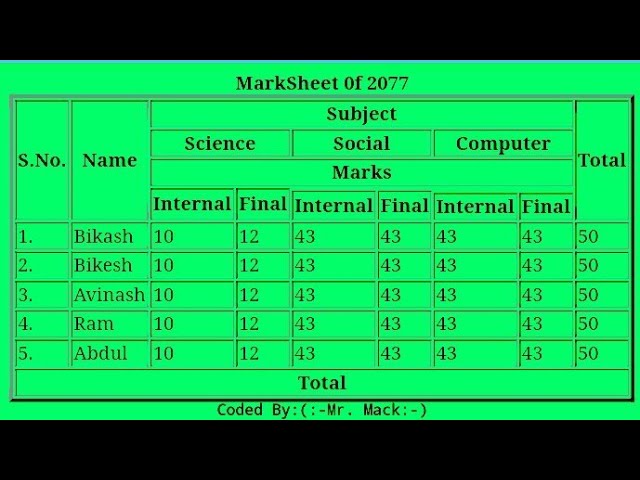 MarkSheet 0f 2077
S.No. Name Subject Total
Science Social Computer
Marks
Internal Final Internal Final Internal Final
1. Bikash 10 12 43 43 43 43 50
2. Bikesh 10 12 43 43 43 43 50
3. Avinash 10 12 43 43 43 43 50
4. Ram 10 12 43 43 43 43 50
5. Abdul 10 12 43 43 43 43 50
Total
Coded By:(:-Mr. Mack:-)